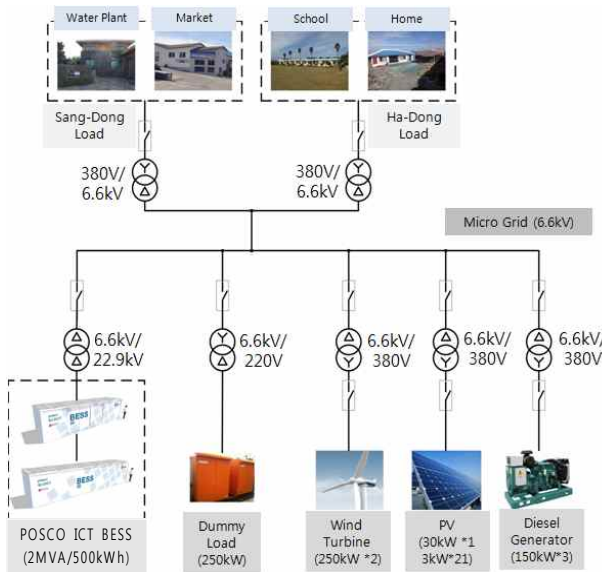 Water Plant
Market
School
Home
Sang-Dong
Load
Ha-Dong
Load
380V/
6.6kV
380V/
6.6kV
Micro Grid (6.6kV)
6.6kV/
22.9kV
6.6kV/
220V
6.6kV/
380V
6.6kV/
380V
6.6kV/
380V
BESS
BESS
POSCO ICT BESS
(2MVA/500kWh)
Dummy
Load
(250kW)
Wind
Turbine
(250kW *2)
PV
(30kW *1
3kW*21)
Diesel
Generator
(150kW*3)